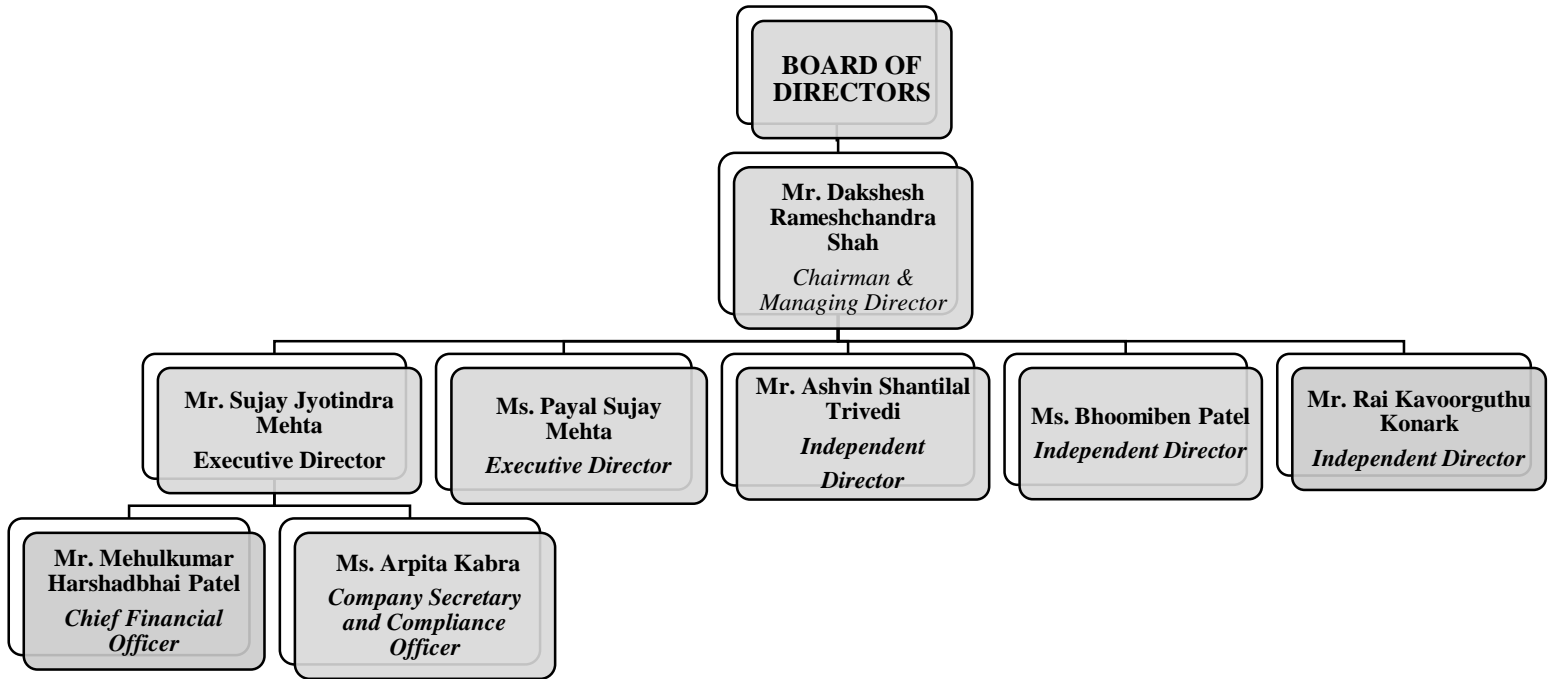 BOARD OF
DIRECTORS
Mr. Dakshesh
Rameshchandra
Shah
Chairman &
Managing Director
Mr. Sujay Jyotindra
Mehta
Executive Director
Ms. Payal Sujay
Mehta
Executive Director
Mr. Ashvin Shantilal
Trivedi
Independent
Director
Ms. Bhoomiben Patel
Independent Director
Mr. Rai Kavoorguthu
Konark
Independent Director
Mr. Mehulkumar
Harshadbhai Patel
Chief Financial
Officer
Ms. Arpita Kabra
Company Secretary
and Compliance
Officer